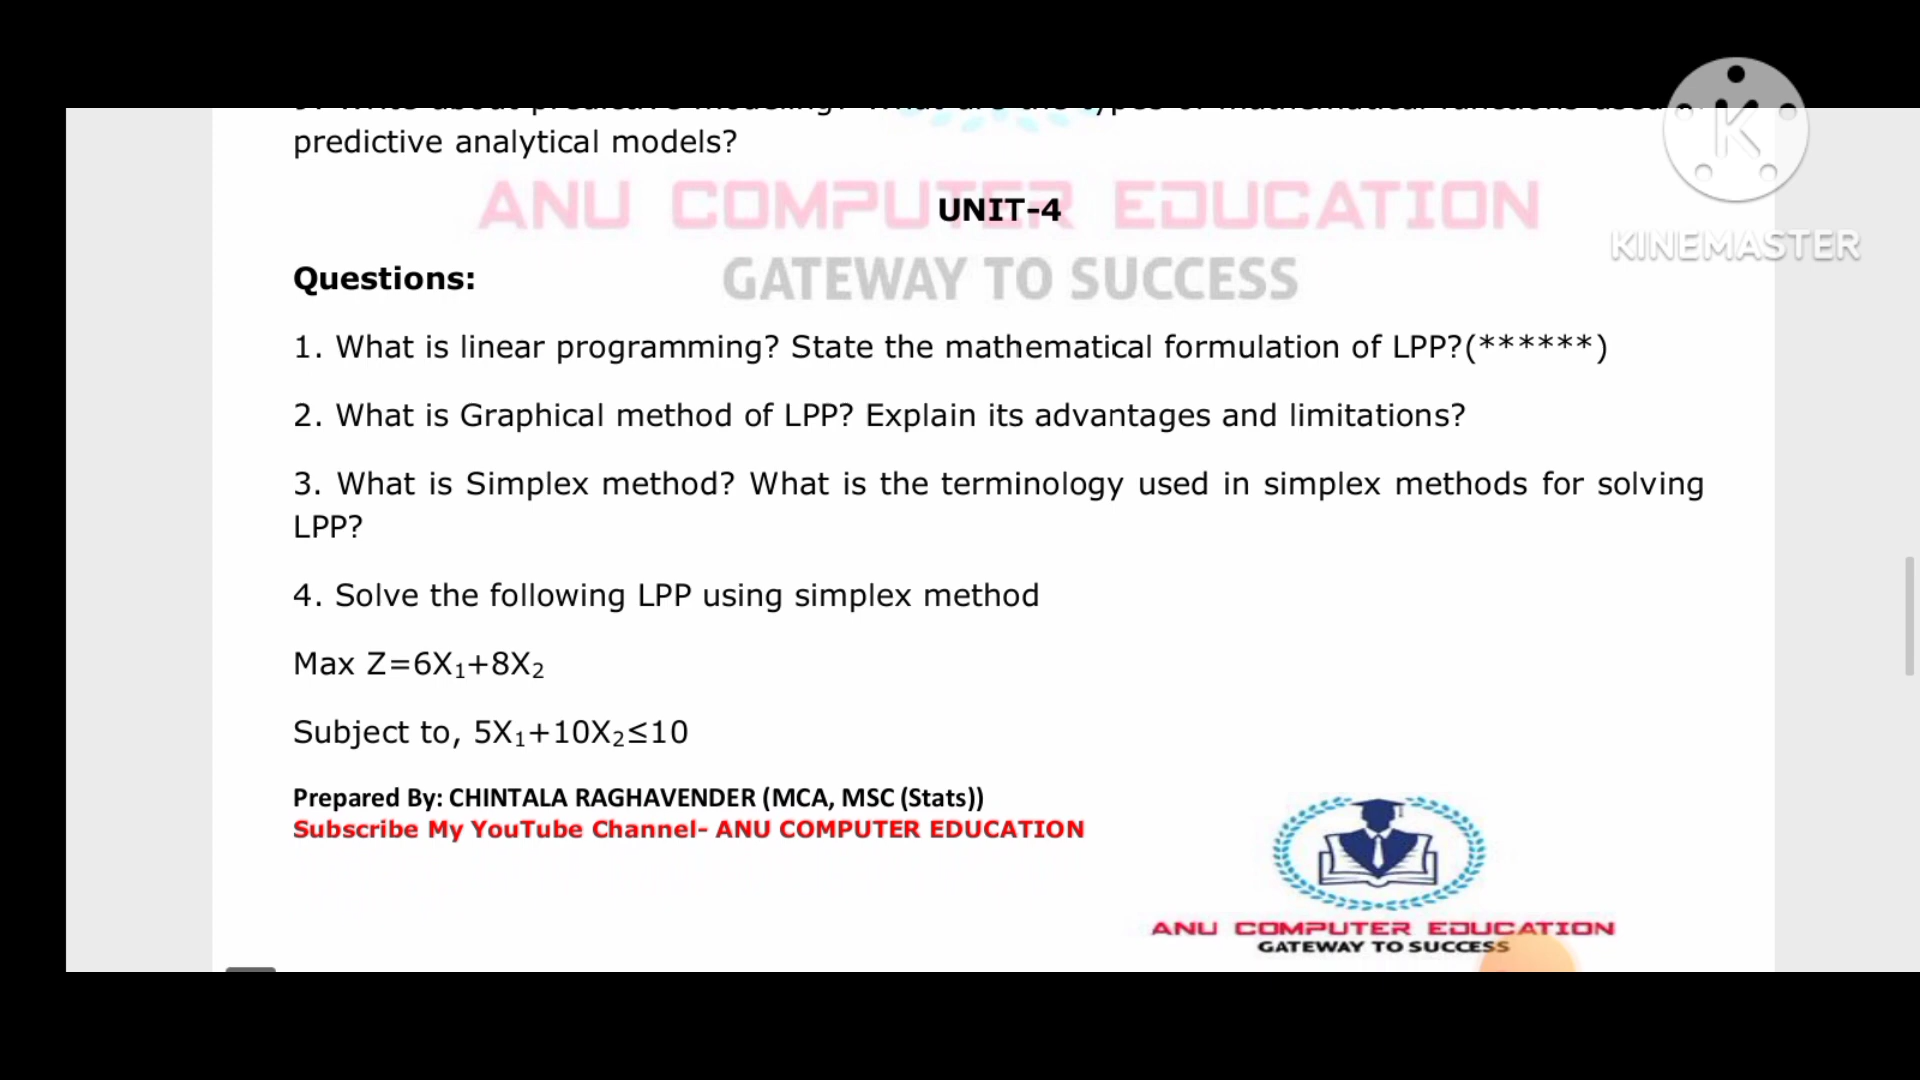 predictive analytical models?
ANU COMPUTER EDUCATION
UNIT-4
GATEWAY TO SUCCESS
KINEMASTER
Questions:
1. What is linear programming? State the mathematical formulation of LPP?(******)
2. What is Graphical method of LPP? Explain its advantages and limitations?
3. What is Simplex method? What is the terminology used in simplex methods for solving
LPP?
4. Solve the following LPP using simplex method
Max Z=6X₁+8X₂
Subject to, 5X₁+10X₂≤10
Prepared By: CHINTALA RAGHAVENDER (MCA, MSC (Stats))
Subscribe My YouTube Channel- ANU COMPUTER EDUCATION
ANU COMPUTER EDUCATION
GATEWAY TO SUCCESS